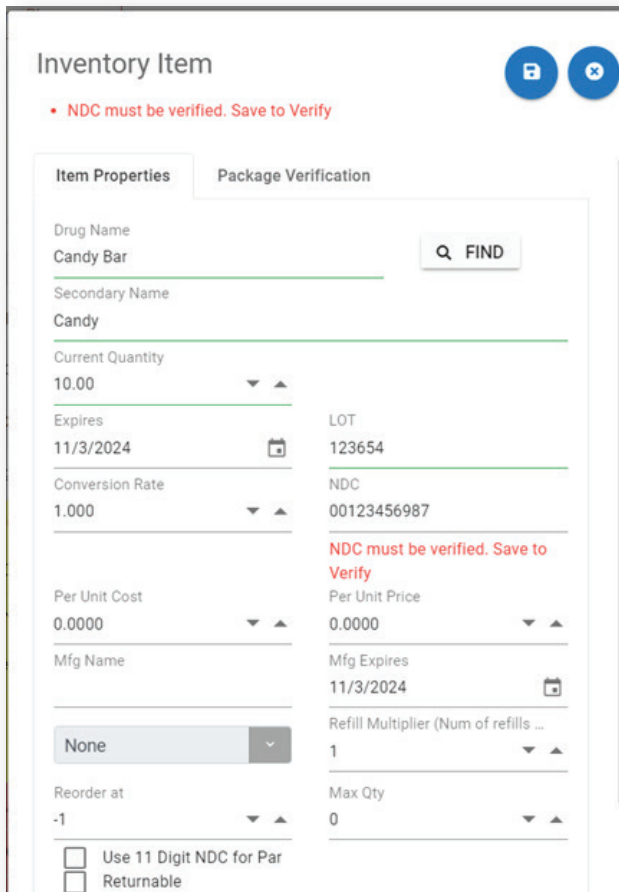 Inventory Item
• NDC must be verified. Save to Verify
Item Properties
Package Verification
Drug Name
Candy Bar
FIND
Secondary Name
Candy
Current Quantity
10.00
Expires
11/3/2024
LOT
123654
Conversion Rate
1.000
NDC
00123456987
NDC must be verified. Save to
Verify
Per Unit Cost
0.0000
Per Unit Price
0.0000
Mfg Name
Mfg Expires
11/3/2024
None
Refill Multiplier (Num of refills ...
1
Reorder at
-1
Max Qty
0
Use 11 Digit NDC for Par
Returnable